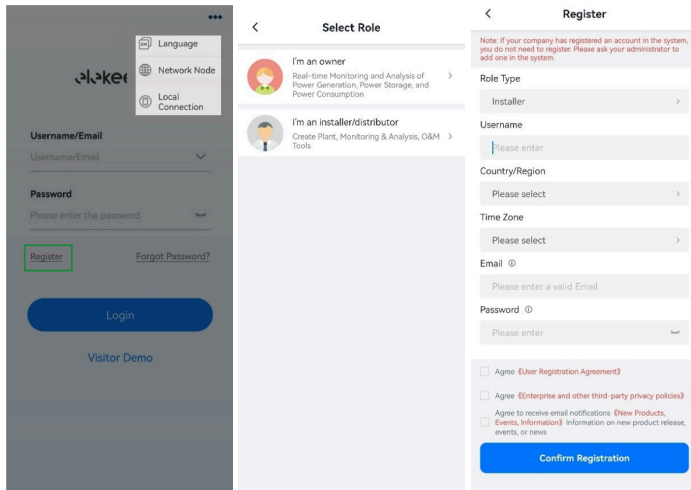 Language
Network Node
Local
Connection
Username/Email
Username/Email
Password
Please enter the password
Register
Forgot Password?
Login
Visitor Demo
Select Role
I'm an owner
Real-time Monitoring and Analysis of
Power Generation, Power Storage, and
Power Consumption
I'm an installer/distributor
Create Plant, Monitoring & Analysis, O&M
Tools
Register
Note: If your company has registered an account in the system,
you do not need to register. Please ask your administrator to
add one in the system.
Role Type
Installer
Username
Please enter
Country/Region
Please select
Time Zone
Please select
Email
Please enter a valid Email
Password
Please enter
Agree 《User Registration Agreement》
Agree 《Enterprise and other third-party privacy policies》
Agree to receive email notifications 《New Products,
Events, Information》 Information on new product release,
events, or news
Confirm Registration